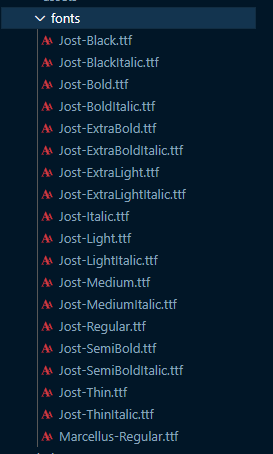 fonts
Jost-Black.ttf
Jost-BlackItalic.ttf
Jost-Bold.ttf
Jost-BoldItalic.ttf
Jost-ExtraBold.ttf
Jost-ExtraBoldItalic.ttf
Jost-ExtraLight.ttf
Jost-ExtraLightItalic.ttf
Jost-Italic.ttf
Jost-Light.ttf
Jost-LightItalic.ttf
Jost-Medium.ttf
Jost-MediumItalic.ttf
Jost-Regular.ttf
Jost-SemiBold.ttf
Jost-SemiBoldItalic.ttf
Jost-Thin.ttf
Jost-ThinItalic.ttf
Marcellus-Regular.ttf